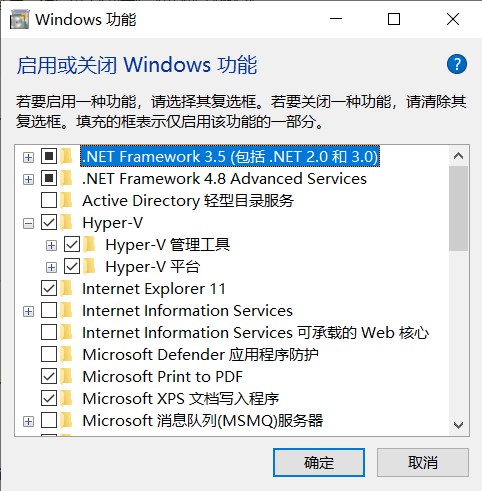 Windows 功能
启用或关闭 Windows 功能
若要启用一种功能，请选择其复选框。若要关闭一种功能，请清除其
复选框。填充的框表示仅启用该功能的一部分。
.NET Framework 3.5 (包括 .NET 2.0 和 3.0)
.NET Framework 4.8 Advanced Services
Active Directory 轻型目录服务
Hyper-V
Hyper-V 管理工具
Hyper-V 平台
Internet Explorer 11
Internet Information Services
Internet Information Services 可承载的 Web 核心
Microsoft Defender 应用程序防护
Microsoft Print to PDF
Microsoft XPS 文档写入程序
Microsoft 消息队列(MSMQ)服务器
确定
取消